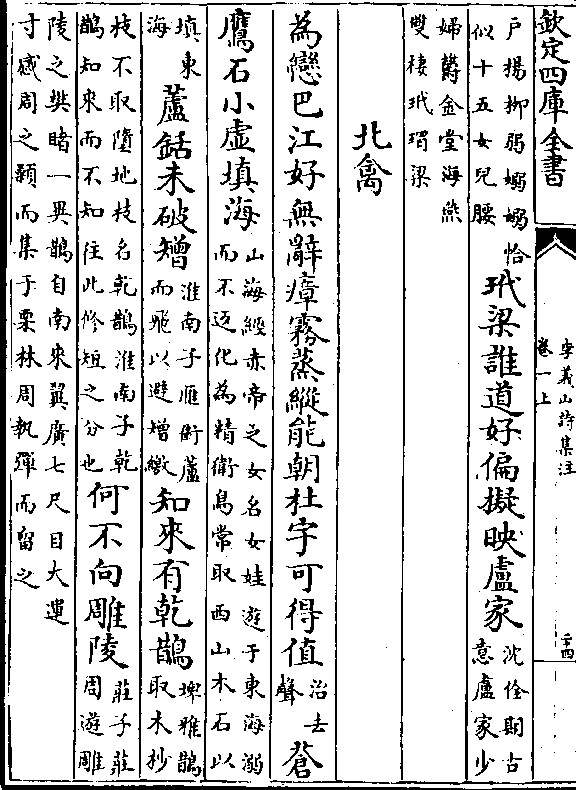 欽定四庫全書
李義山詩集注
卷一上
戸楊柳弱嫋嫋恰
似十五女兒腰
玳梁誰道好偏擬映盧家
沈佺期古
意盧家少
婦鬱金堂海燕
雙棲玳瑁梁
北禽
為戀巴江好無辭瘴霧蒸縱能朝杜宇可得值
治去
聲
蒼
鷹石小虛填海
山海經赤帝之女名女娃遊于東海溺
而不返化為精衛鳥常取西山木石以
填東
海
蘆銛未破矰
淮南子雁銜蘆
而飛以避增繳
知來有乾鵲
埤雅鵲
取木抄
枝不取墮地枝名乾鵲淮南子乾
鵲知來而不知往此修短之分也
何不向雕陵
莊子莊
周遊雕
陵之樊睹一異鵲自南來翼廣七尺目大運
寸感周之顙而集于栗林周執彈而留之